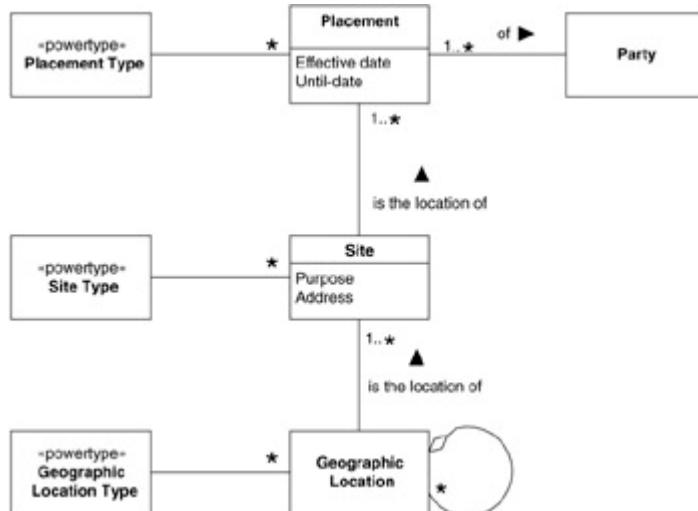 «powertype»
Placement Type
*
Placement
Effective date
Until-date
1..*
of ▶
Party
1..*
▲
is the location of
«powertype»
Site Type
*
Site
Purpose
Address
1..*
▲
is the location of
«powertype»
Geographic
Location Type
*
Geographic
Location
*